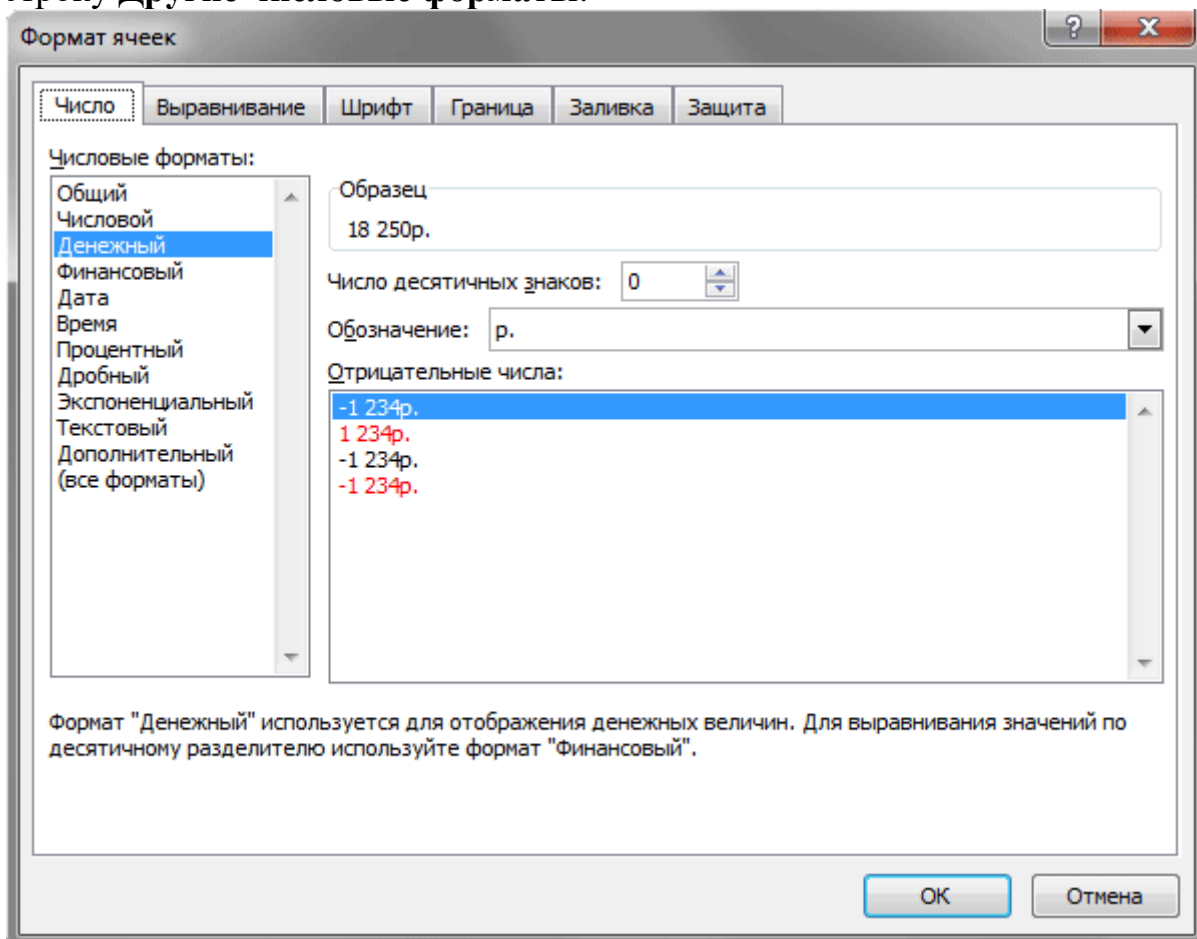 Другие числовые форматы.
Формат ячеек
Число Выравнивание Шрифт Граница Заливка Защита
Числовые форматы:
Общий
Числовой
Денежный
Финансовый
Дата
Время
Процентный
Дробный
Экспоненциальный
Текстовый
Дополнительный
(все форматы)
Образец
18 250р.
Число десятичных знаков: 0
Обозначение: р.
Отрицательные числа:
-1 234р.
1 234р.
-1 234р.
-1 234р.
Формат "Денежный" используется для отображения денежных величин. Для выравнивания значений по
десятичному разделителю используйте формат "Финансовый".
ОК Отмена